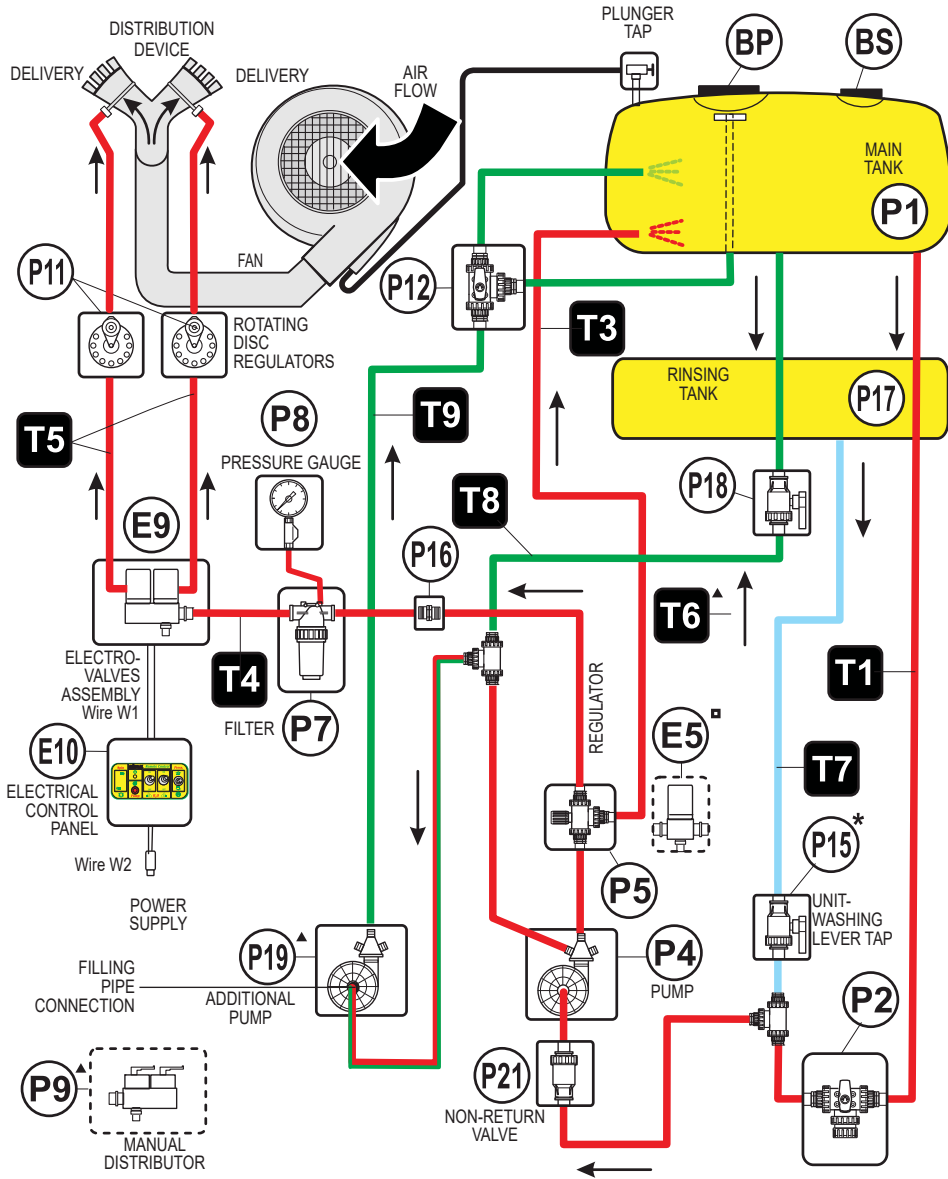 PLUNGER
TAP
DISTRIBUTION
DEVICE
DELIVERY
DELIVERY
AIR
FLOW
BP
BS
MAIN
TANK
P1
FAN
P11
P12
ROTATING
DISC
REGULATORS
T3
RINSING
TANK
P17
T5
P8
T9
PRESSURE GAUGE
T8
P18
E9
P16
T6▲
T4
T1
ELECTRO-
VALVES
ASSEMBLY
Wire W1
FILTER
P7
REGULATOR
E5
T7
E10
ELECTRICAL
CONTROL
PANEL
P15*
Wire W2
P5
UNIT-
WASHING
LEVER TAP
POWER
SUPPLY
P19▲
P4
PUMP
FILLING
PIPE
CONNECTION
ADDITIONAL
PUMP
P2
P21
P9▲
NON-RETURN
VALVE
MANUAL
DISTRIBUTOR